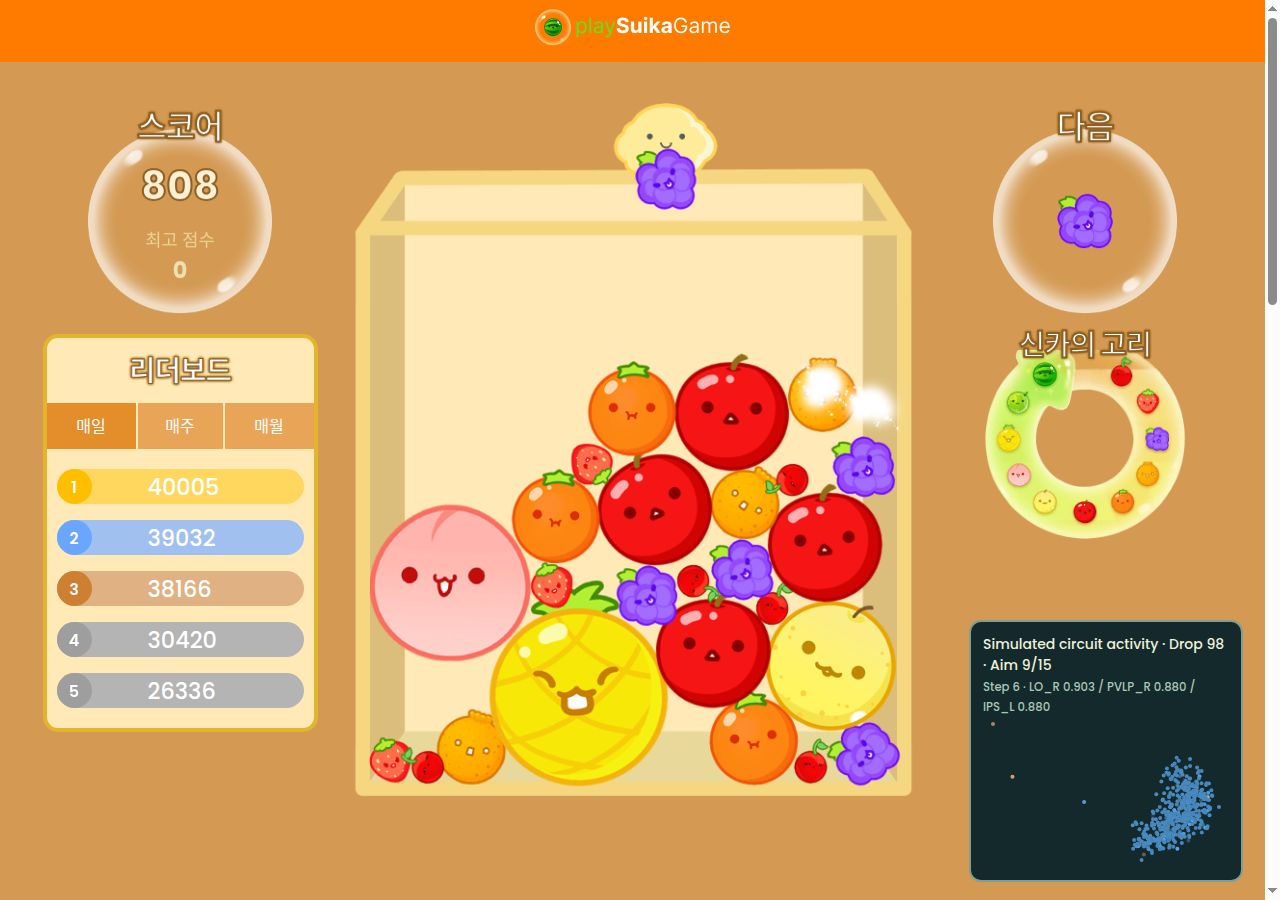 playSuikaGame
스코어
808
최고 점수
0
다음
리더보드
매일 매주 매월
1 40005
2 39032
3 38166
4 30420
5 26336
신카의 고리
Simulated circuit activity · Drop 98
· Aim 9/15
Step 6 · LO_R 0.903 / PVLP_R 0.880 /
IPS_L 0.880